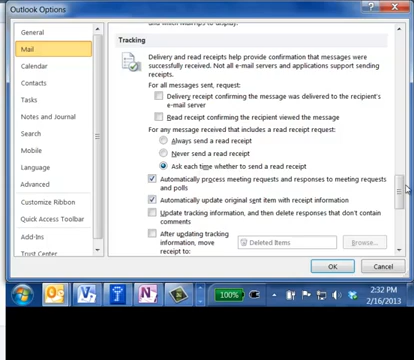 Outlook Options
General
Mail
Calendar
Contacts
Tasks
Notes and Journal
Search
Mobile
Language
Advanced
Customize Ribbon
Quick Access Toolbar
Add-Ins
Trust Center
Tracking
Delivery and read receipts help provide confirmation that messages were
successfully received. Not all e-mail servers and applications support sending
receipts.
For all messages sent, request:
Delivery receipt confirming the message was delivered to the recipient's
e-mail server
Read receipt confirming the recipient viewed the message
For any message received that includes a read receipt request:
Always send a read receipt
Never send a read receipt
Ask each time whether to send a read receipt
Automatically process meeting requests and responses to meeting requests
and polls
Automatically update original sent item with receipt information
Update tracking information, and then delete responses that don't contain
comments
After updating tracking
information, move
receipt to:
Deleted Items
Browse...
OK
Cancel
100%
2:32 PM
2/16/2013